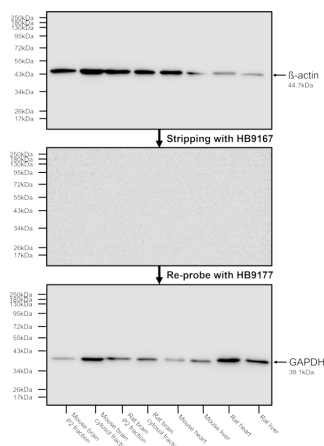 250kDa
180kDa
130kDa
95kDa
72kDa
55kDa
43kDa
34kDa
26kDa
17kDa
ß-actin
44.7kDa
Stripping with HB9167
250kDa
180kDa
130kDa
95kDa
72kDa
55kDa
43kDa
34kDa
26kDa
17kDa
Re-probe with HB9177
250kDa
180kDa
130kDa
95kDa
72kDa
55kDa
43kDa
34kDa
26kDa
17kDa
GAPDH
38.1kDa
Mouse brain
P2 fraction
Mouse brain
cytosol fraction
Rat brain
P2 fraction
Rat brain
cytosol fraction
Mouse heart
Mouse liver
Rat heart
Rat liver